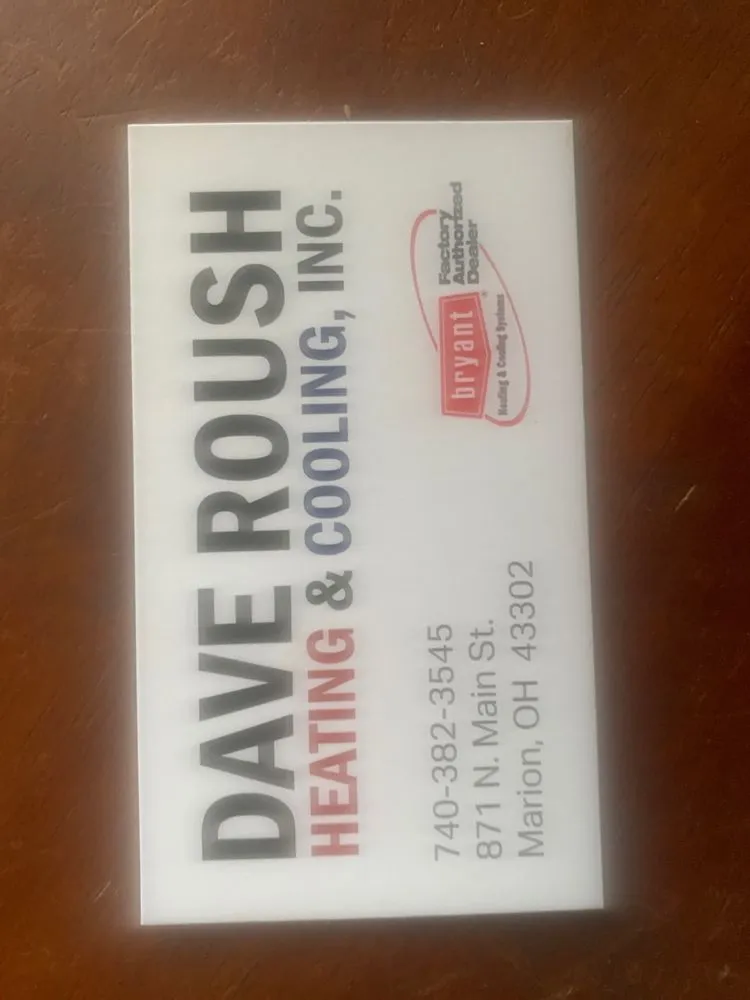 DAVE ROUSH
HEATING & COOLING, INC.
740-382-3545
871 N. Main St.
Marion, OH 43302
bryant
Heating & Cooling Systems
Factory
Authorized
Dealer